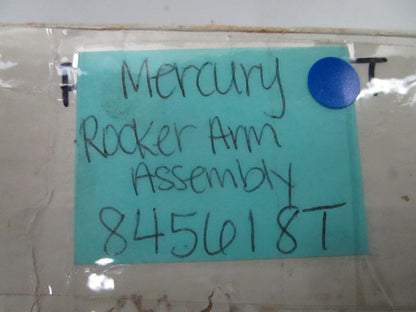 Mercury
Rocker Arm
Assembly
845618T
T